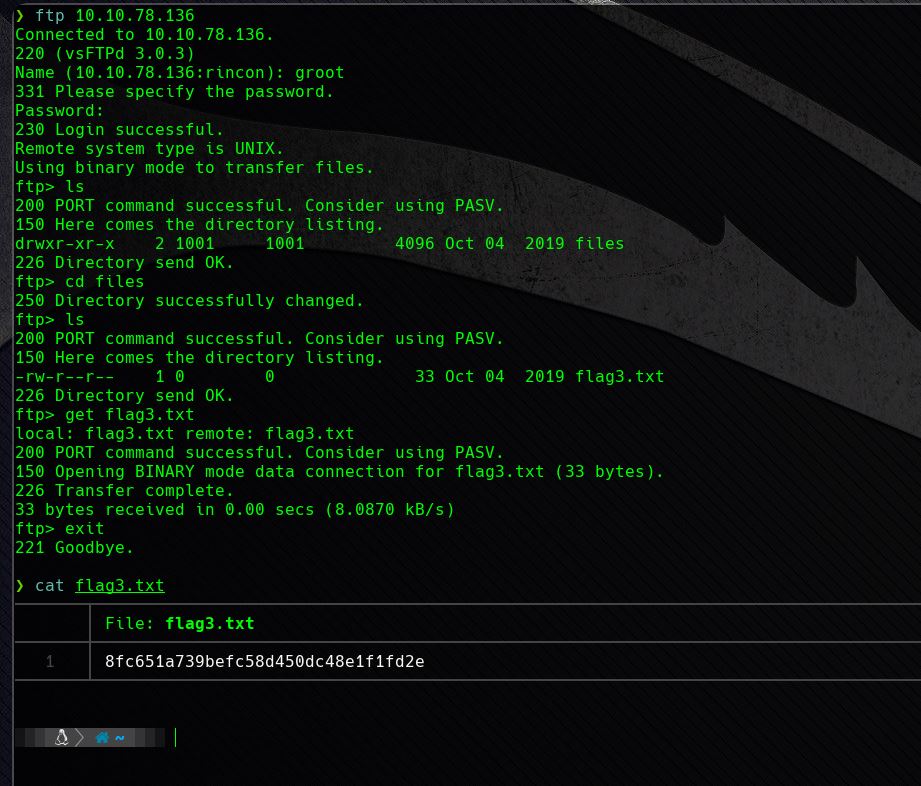 ❯ ftp 10.10.78.136
Connected to 10.10.78.136.
220 (vsFTPd 3.0.3)
Name (10.10.78.136:rincon): groot
331 Please specify the password.
Password:
230 Login successful.
Remote system type is UNIX.
Using binary mode to transfer files.
ftp> ls
200 PORT command successful. Consider using PASV.
150 Here comes the directory listing.
drwxr-xr-x    2 1001     1001         4096 Oct 04  2019 files
226 Directory send OK.
ftp> cd files
250 Directory successfully changed.
ftp> ls
200 PORT command successful. Consider using PASV.
150 Here comes the directory listing.
-rw-r--r--    1 0        0              33 Oct 04  2019 flag3.txt
226 Directory send OK.
ftp> get flag3.txt
local: flag3.txt remote: flag3.txt
200 PORT command successful. Consider using PASV.
150 Opening BINARY mode data connection for flag3.txt (33 bytes).
226 Transfer complete.
33 bytes received in 0.00 secs (8.0870 kB/s)
ftp> exit
221 Goodbye.
❯ cat flag3.txt
File: flag3.txt
1 8fc651a739befc58d450dc48e1f1fd2e
~